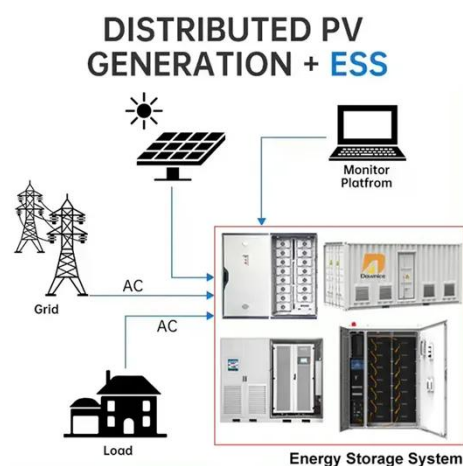 DISTRIBUTED PV
GENERATION + ESS
Monitor
Platfrom
Grid
AC
AC
Load
Energy Storage System